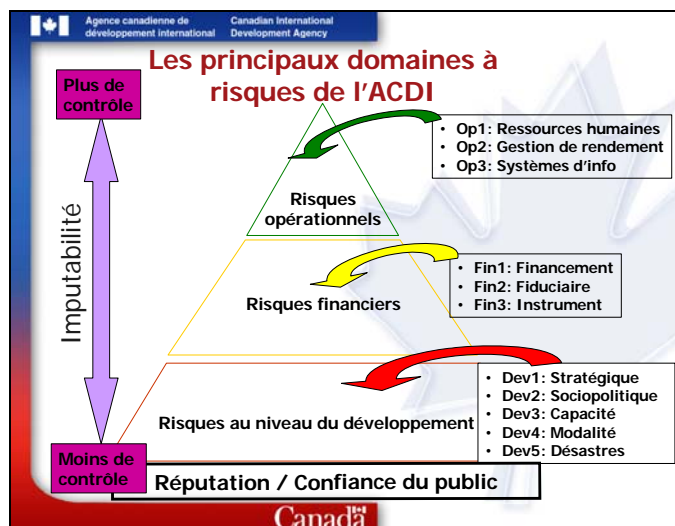 Agence canadienne de
développement international
Canadian International
Development Agency
Les principaux domaines à
risques de l'ACDI
Plus de
contrôle
• Op1: Ressources humaines
• Op2: Gestion de rendement
• Op3: Systèmes d'info
Risques
opérationnels
Imputabilité
• Fin1: Financement
• Fin2: Fiduciaire
• Fin3: Instrument
Risques financiers
• Dev1: Stratégique
• Dev2: Sociopolitique
• Dev3: Capacité
• Dev4: Modalité
• Dev5: Désastres
Risques au niveau du développement
Moins de
contrôle
Réputation / Confiance du public
Canada